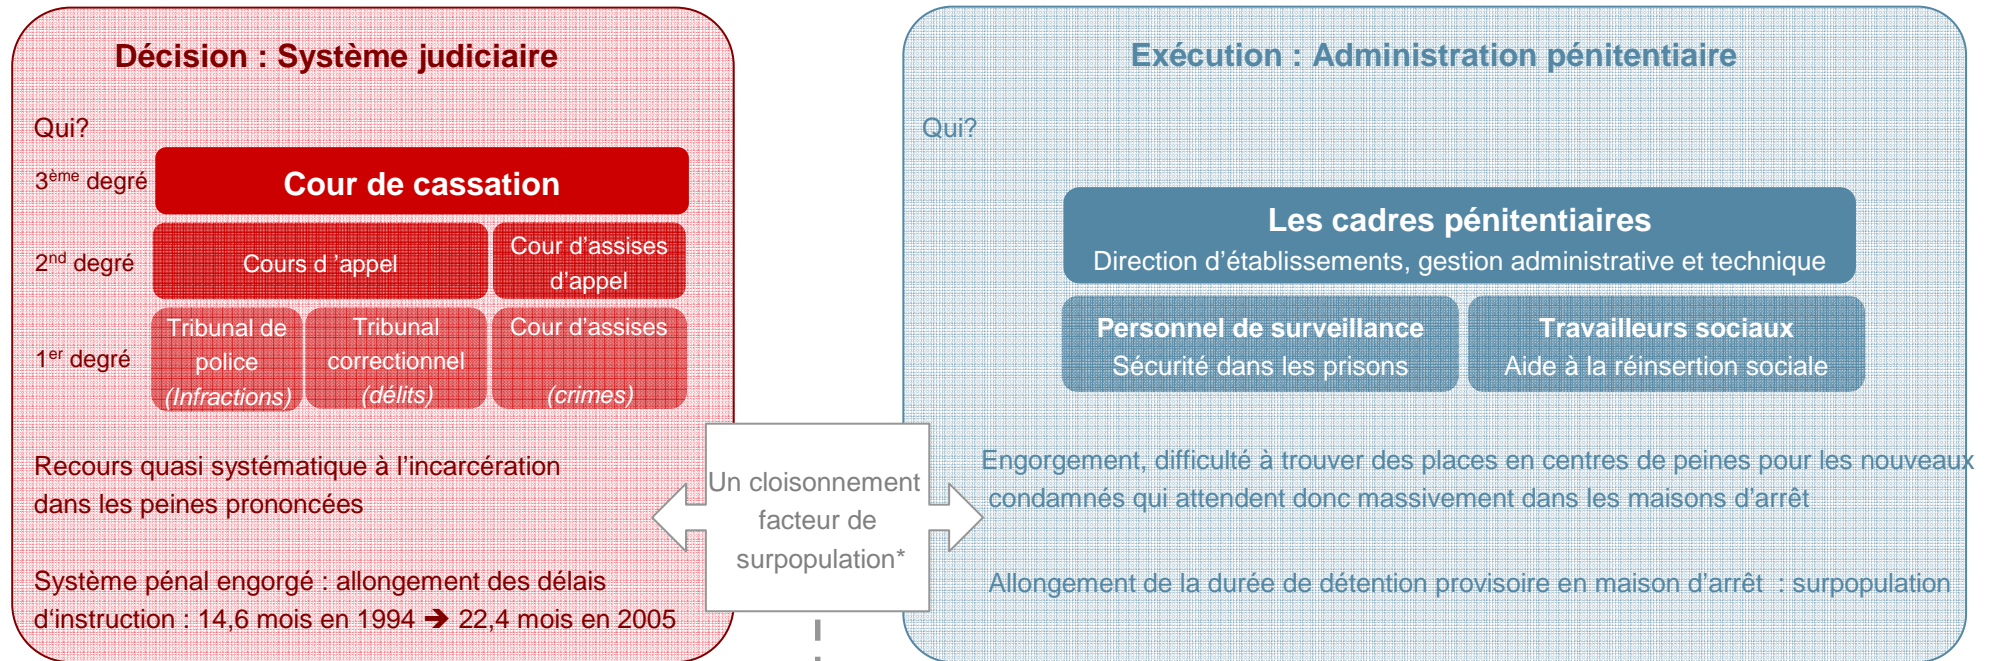 Décision : Système judiciaire
Qui?
3ème degré
Cour de cassation
2nd degré
Cours d 'appel
Cour d'assises
d'appel
1er degré
Tribunal de
police
(Infractions)
Tribunal
correctionnel
(délits)
Cour d'assises
(crimes)
Recours quasi systématique à l'incarcération
dans les peines prononcées
Système pénal engorgé : allongement des délais
d'instruction : 14,6 mois en 1994 ➔ 22,4 mois en 2005
Un cloisonnement
facteur de
surpopulation*
Exécution : Administration pénitentiaire
Qui?
Les cadres pénitentiaires
Direction d'établissements, gestion administrative et technique
Personnel de surveillance
Sécurité dans les prisons
Travailleurs sociaux
Aide à la réinsertion sociale
Engorgement, difficulté à trouver des places en centres de peines pour les nouveaux
condamnés qui attendent donc massivement dans les maisons d'arrêt
Allongement de la durée de détention provisoire en maison d'arrêt : surpopulation